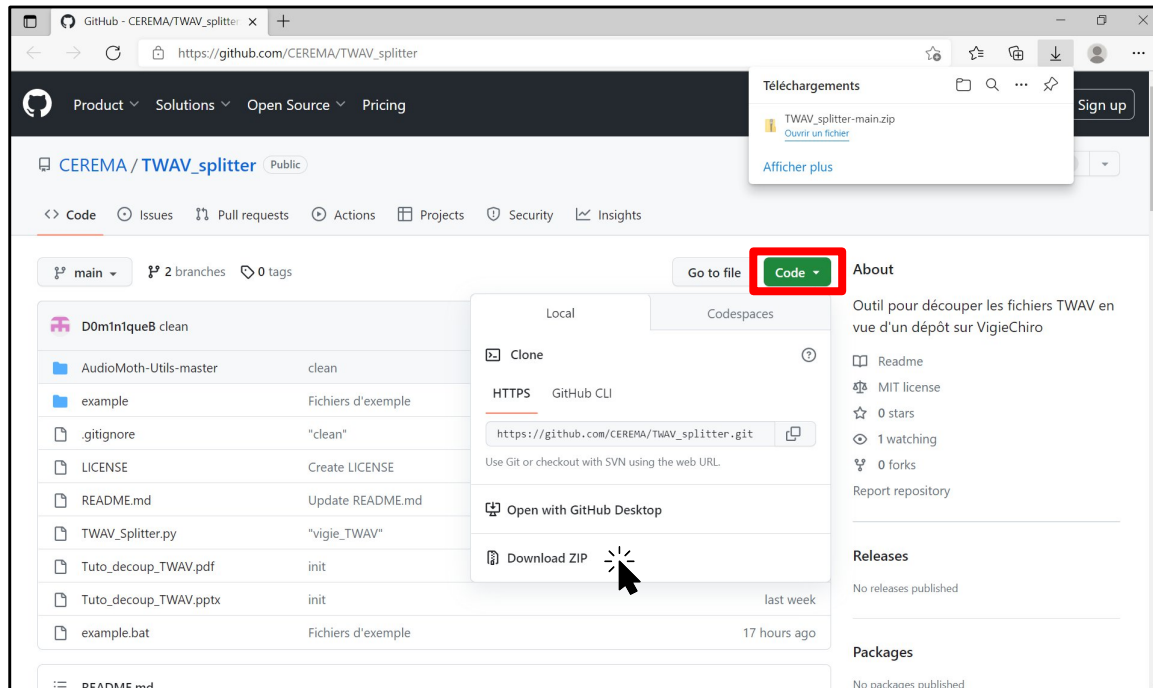 GitHub - CEREMA/TWAV_splitter
https://github.com/CEREMA/TWAV_splitter
Product Solutions Open Source Pricing
Sign up
Téléchargements
TWAV_splitter-main.zip
Ouvrir un fichier
Afficher plus
CEREMA / TWAV_splitter Public
Code Issues Pull requests Actions Projects Security Insights
main 2 branches 0 tags
Go to file Code
D0m1n1queB clean
AudioMoth-Utils-master clean
example Fichiers d'exemple
.gitignore "clean"
LICENSE Create LICENSE
README.md Update README.md
TWAV_Splitter.py "vigie_TWAV"
Tuto_decoup_TWAV.pdf init
Tuto_decoup_TWAV.pptx init last week
example.bat Fichiers d'exemple 17 hours ago
README.md
Local Codespaces
Clone
HTTPS GitHub CLI
https://github.com/CEREMA/TWAV_splitter.git
Use Git or checkout with SVN using the web URL.
Open with GitHub Desktop
Download ZIP
About
Outil pour découper les fichiers TWAV en
vue d'un dépôt sur VigieChiro
Readme
MIT license
0 stars
1 watching
0 forks
Report repository
Releases
No releases published
Packages
No packages published